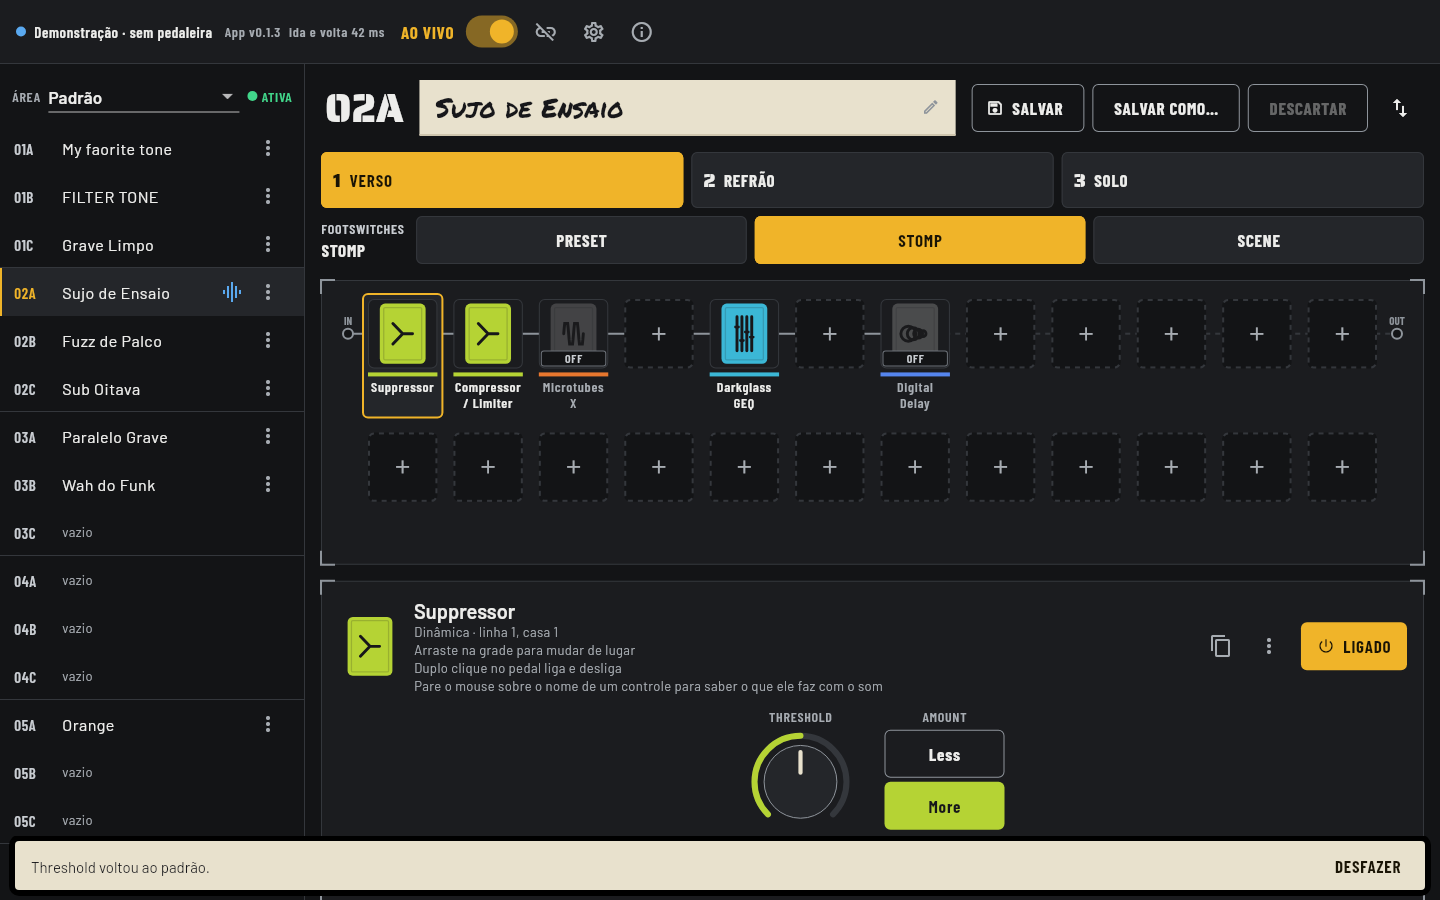 Demonstração · sem pedaleira App v0.1.3 Ida e volta 42 ms AO VIVO
ÁREA Padrão ATIVA
01A My faorite tone
01B FILTER TONE
01C Grave Limpo
02A Sujo de Ensaio
02B Fuzz de Palco
02C Sub Oitava
03A Paralelo Grave
03B Wah do Funk
03C vazio
04A vazio
04B vazio
04C vazio
05A Orange
05B vazio
05C vazio
02A Sujo de Ensaio SALVAR SALVAR COMO... DESCARTAR
1 VERSO 2 REFRÃO 3 SOLO
FOOTSWITCHES
STOMP
PRESET STOMP SCENE
IN OUT
OFF OFF
Suppressor
Compressor
/ Limiter
Microtubes
X
Darkglass
GEQ
Digital
Delay
Suppressor
Dinâmica · linha 1, casa 1
Arraste na grade para mudar de lugar
Duplo clique no pedal liga e desliga
Pare o mouse sobre o nome de um controle para saber o que ele faz com o som
LIGADO
THRESHOLD AMOUNT
Less
More
Threshold voltou ao padrão. DESFAZER